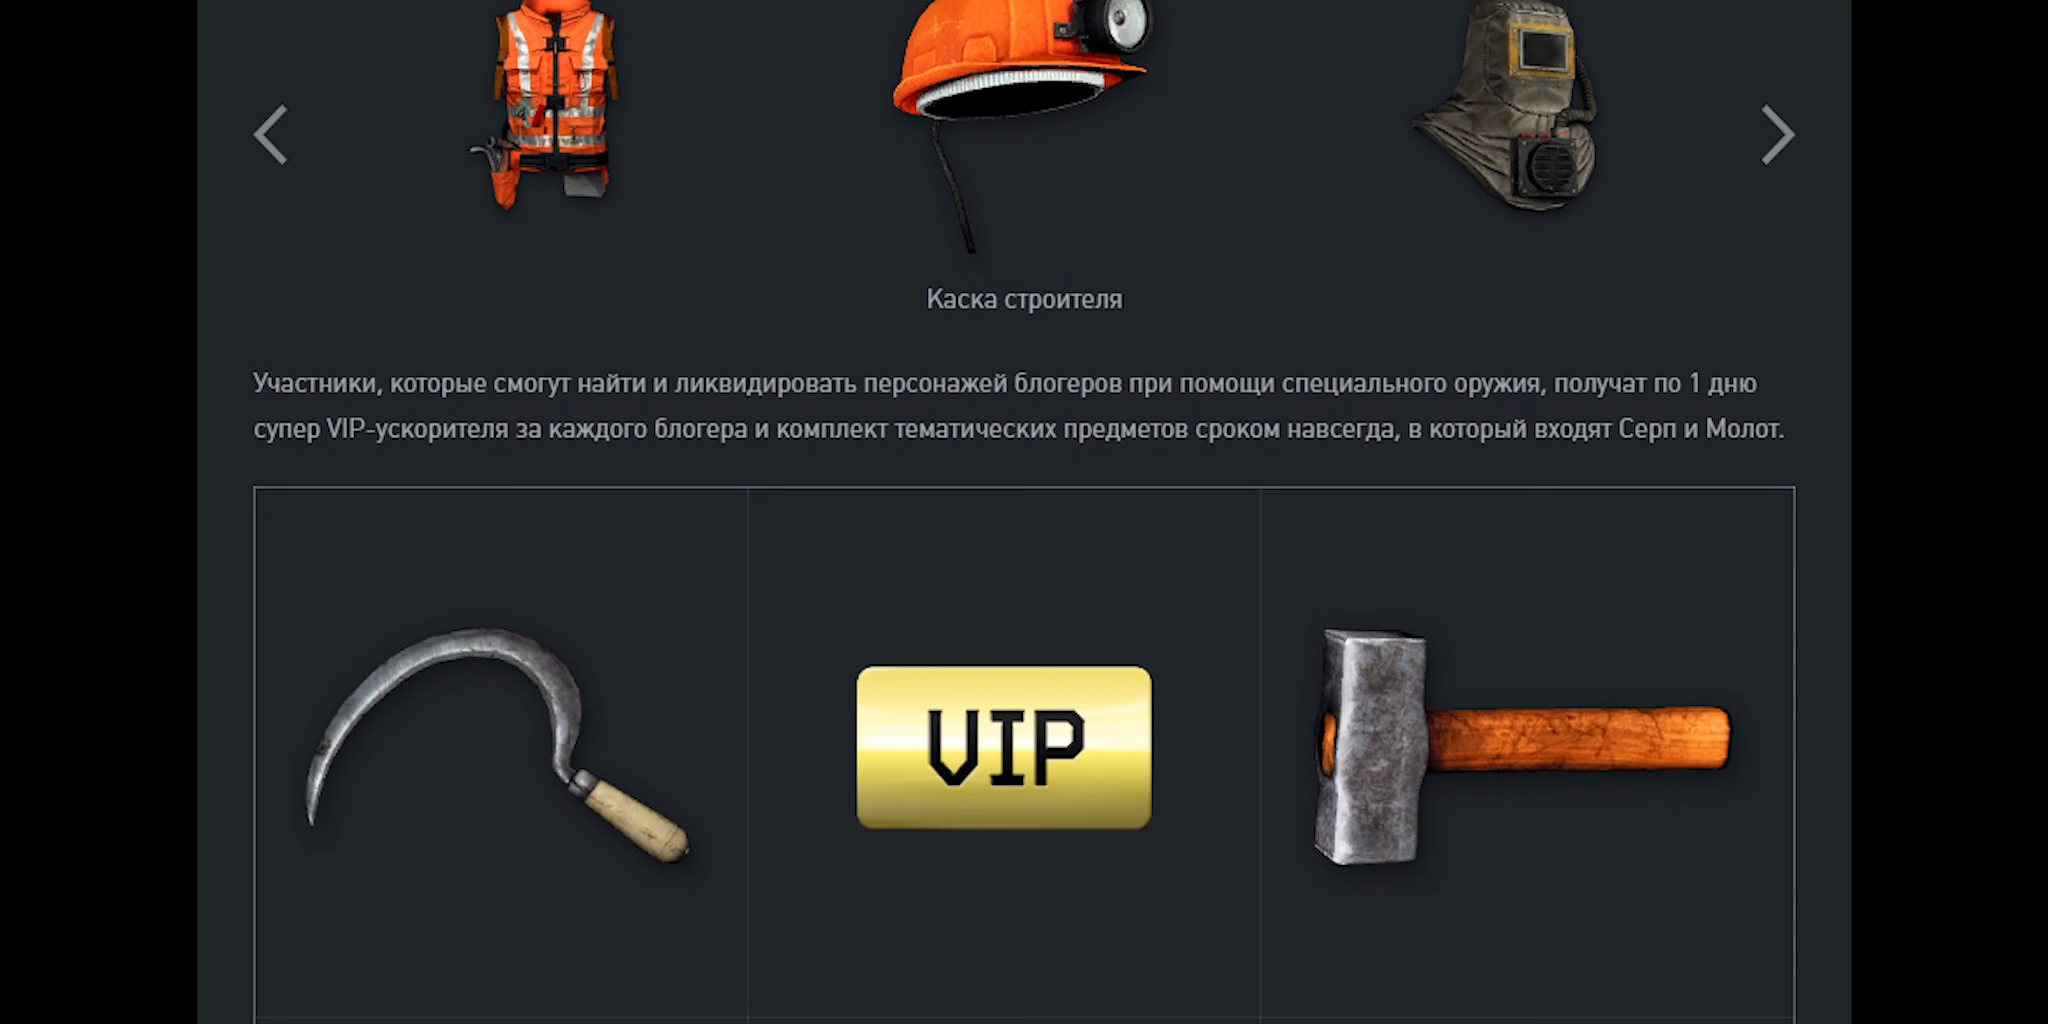 Каска строителя
Участники, которые смогут найти и ликвидировать персонажей блогеров при помощи специального оружия, получат по 1 дню
супер VIP-ускорителя за каждого блогера и комплект тематических предметов сроком навсегда, в который входят Серп и Молот.
VIP